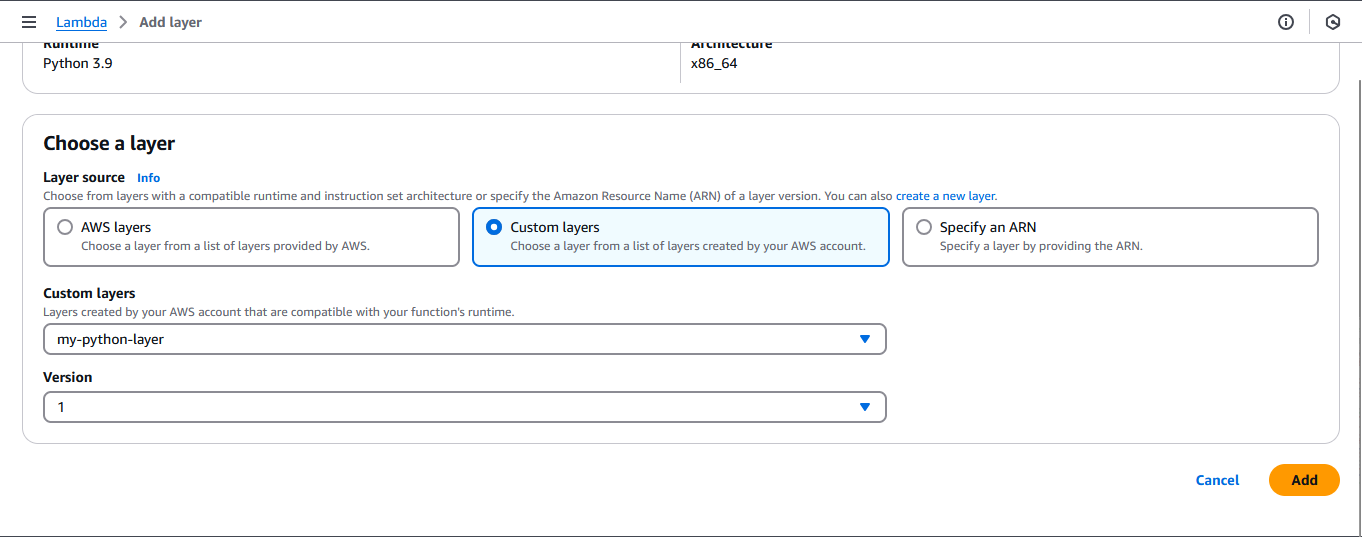 Lambda > Add layer
Runtime Architecture
Python 3.9 x86_64
Choose a layer
Layer source Info
Choose from layers with a compatible runtime and instruction set architecture or specify the Amazon Resource Name (ARN) of a layer version. You can also create a new layer.
AWS layers
Choose a layer from a list of layers provided by AWS.
Custom layers
Choose a layer from a list of layers created by your AWS account.
Specify an ARN
Specify a layer by providing the ARN.
Custom layers
Layers created by your AWS account that are compatible with your function's runtime.
my-python-layer
Version
1
Cancel Add